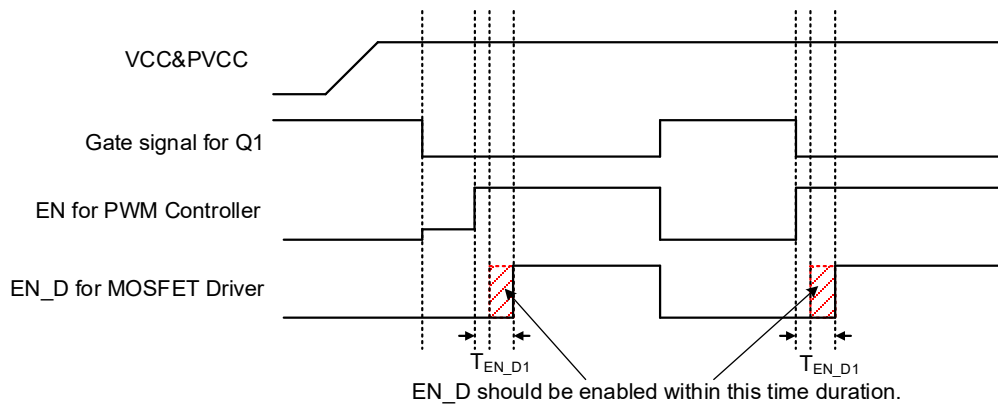 VCC&PVCC
Gate signal for Q1
EN for PWM Controller
EN_D for MOSFET Driver
TEN_D1
TEN_D1
EN_D should be enabled within this time duration.